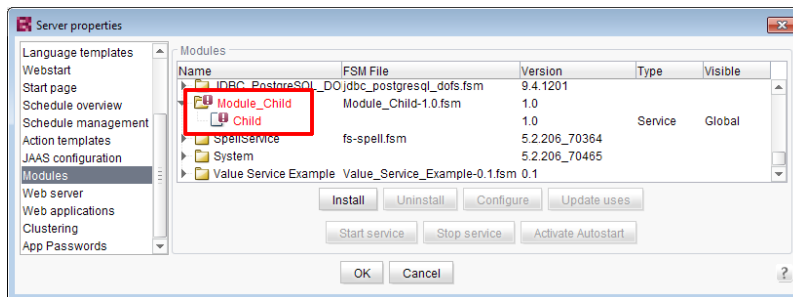 Server properties
Language templates
Webstart
Start page
Schedule overview
Schedule management
Action templates
JAAS configuration
Modules
Web server
Web applications
Clustering
App Passwords
Modules
Name FSM File Version Type Visible
JDBC_PostgreSQL_DO jdbc_postgresql_dofs.fsm 9.4.1201
Module_Child Module_Child-1.0.fsm 1.0
Child 1.0 Service Global
SpellService fs-spell.fsm 5.2.206_70364
System 5.2.206_70465
Value Service Example Value_Service_Example-0.1.fsm 0.1
Install Uninstall Configure Update uses
Start service Stop service Activate Autostart
OK Cancel ?